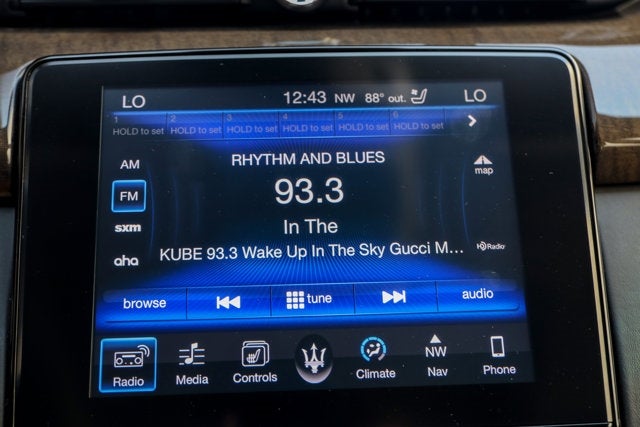 LO 12:43 NW 88° out. LO
1 2 3 4 5 6
HOLD to set HOLD to set HOLD to set HOLD to set HOLD to set HOLD to set
AM RHYTHM AND BLUES map
FM 93.3
sxm In The
aha KUBE 93.3 Wake Up In The Sky Gucci M... HD Radio
browse tune audio
Radio Media Controls Climate NW Nav Phone